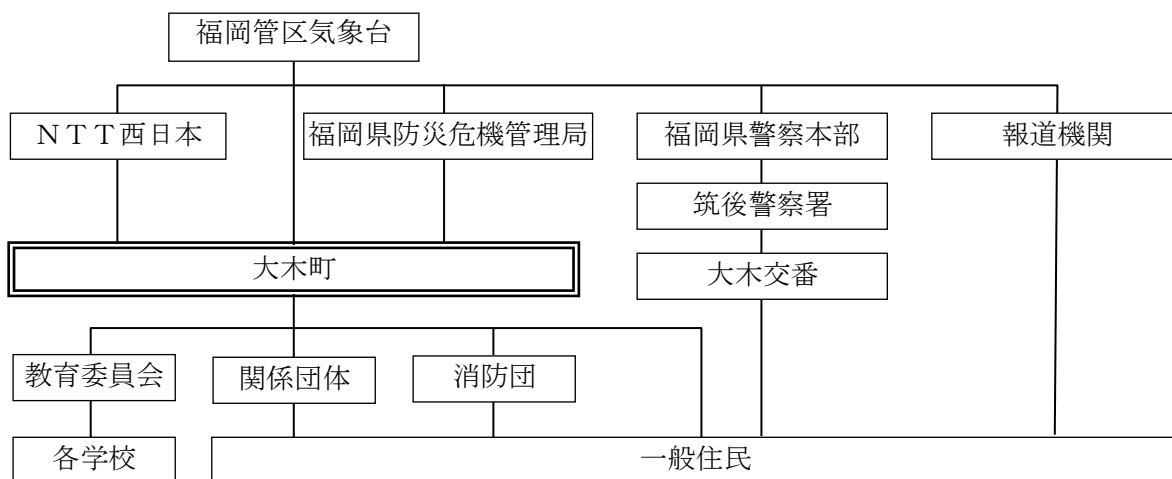 福岡管区気象台
ＮＴＴ西日本
福岡県防災危機管理局
福岡県警察本部
報道機関
筑後警察署
大木町
大木交番
教育委員会
関係団体
消防団
各学校
一般住民